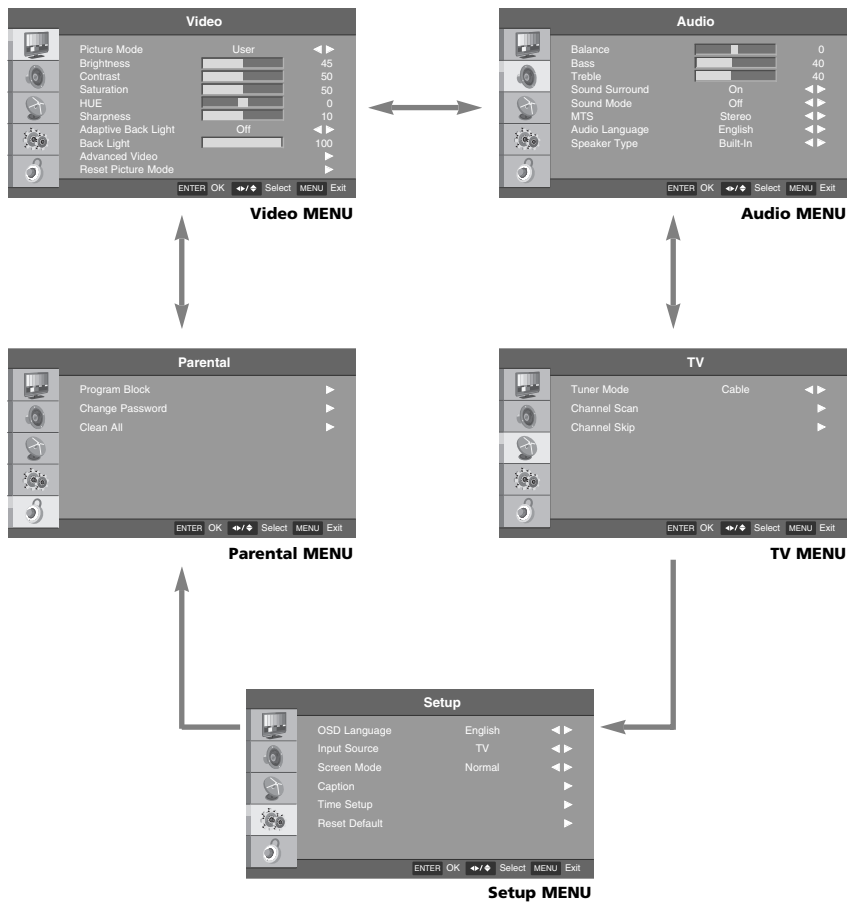 Video
Picture Mode User
Brightness 45
Contrast 50
Saturation 50
HUE 0
Sharpness 10
Adaptive Back Light Off
Back Light 100
Advanced Video
Reset Picture Mode
ENTER OK Select MENU Exit
Video MENU
Audio
Balance 0
Bass 40
Treble 40
Sound Surround On
Sound Mode Off
MTS Stereo
Audio Language English
Speaker Type Built-In
ENTER OK Select MENU Exit
Audio MENU
Parental
Program Block
Change Password
Clean All
ENTER OK Select MENU Exit
Parental MENU
TV
Tuner Mode Cable
Channel Scan
Channel Skip
ENTER OK Select MENU Exit
TV MENU
Setup
OSD Language English
Input Source TV
Screen Mode Normal
Caption
Time Setup
Reset Default
ENTER OK Select MENU Exit
Setup MENU